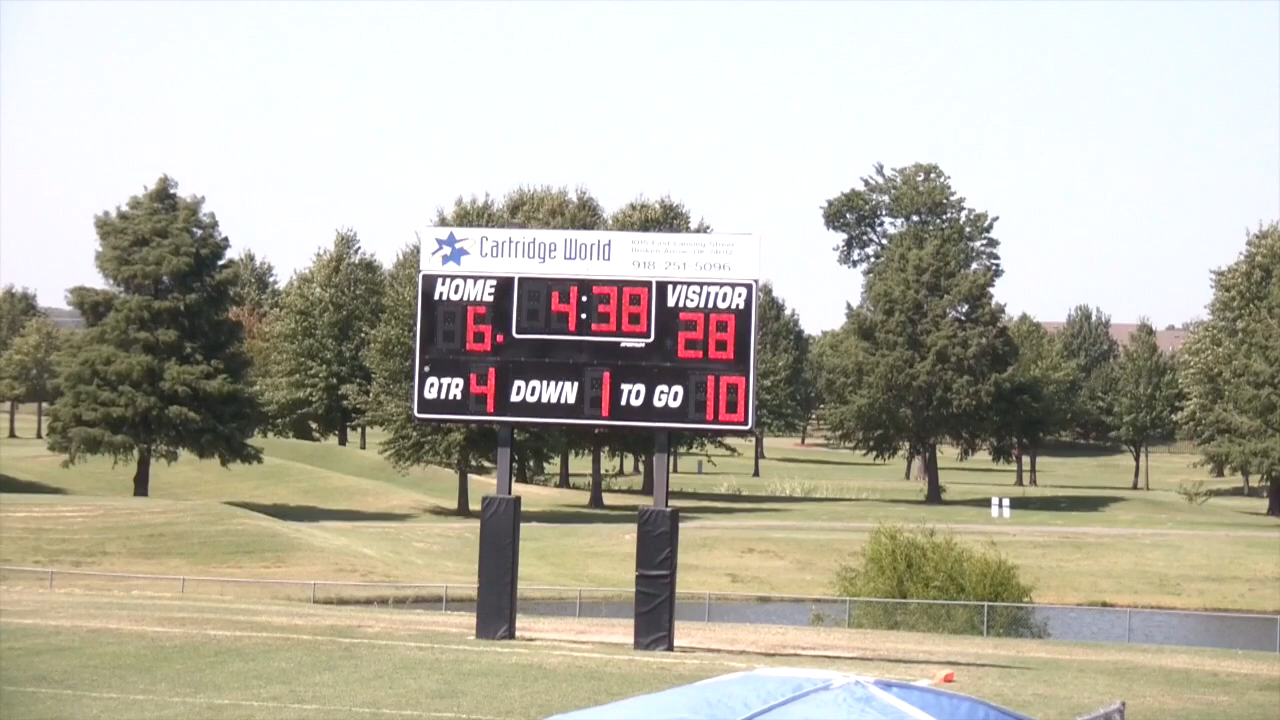 Cartridge World
918-251-5096
HOME 4:38 VISITOR
6 28
QTR 4 DOWN 1 TO GO 10